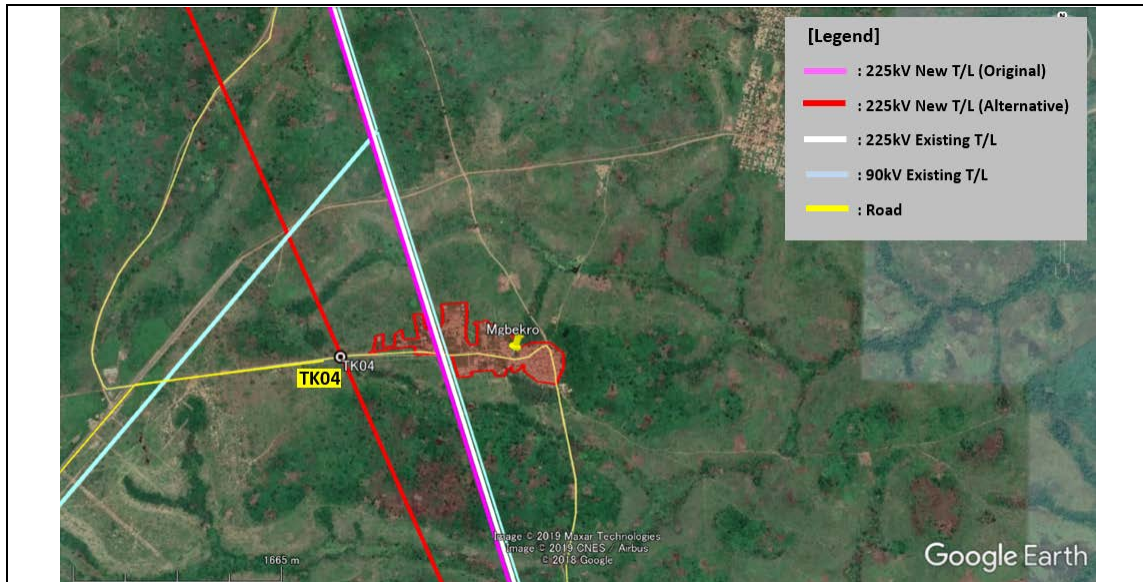 [Legend]
: 225kV New T/L (Original)
: 225kV New T/L (Alternative)
: 225kV Existing T/L
: 90kV Existing T/L
: Road
N
Mgbekro
TK04
TK04
1665 m
Image © 2019 Maxar Technologies
Image © 2019 CNES / Airbus
© 2018 Google
Google Earth